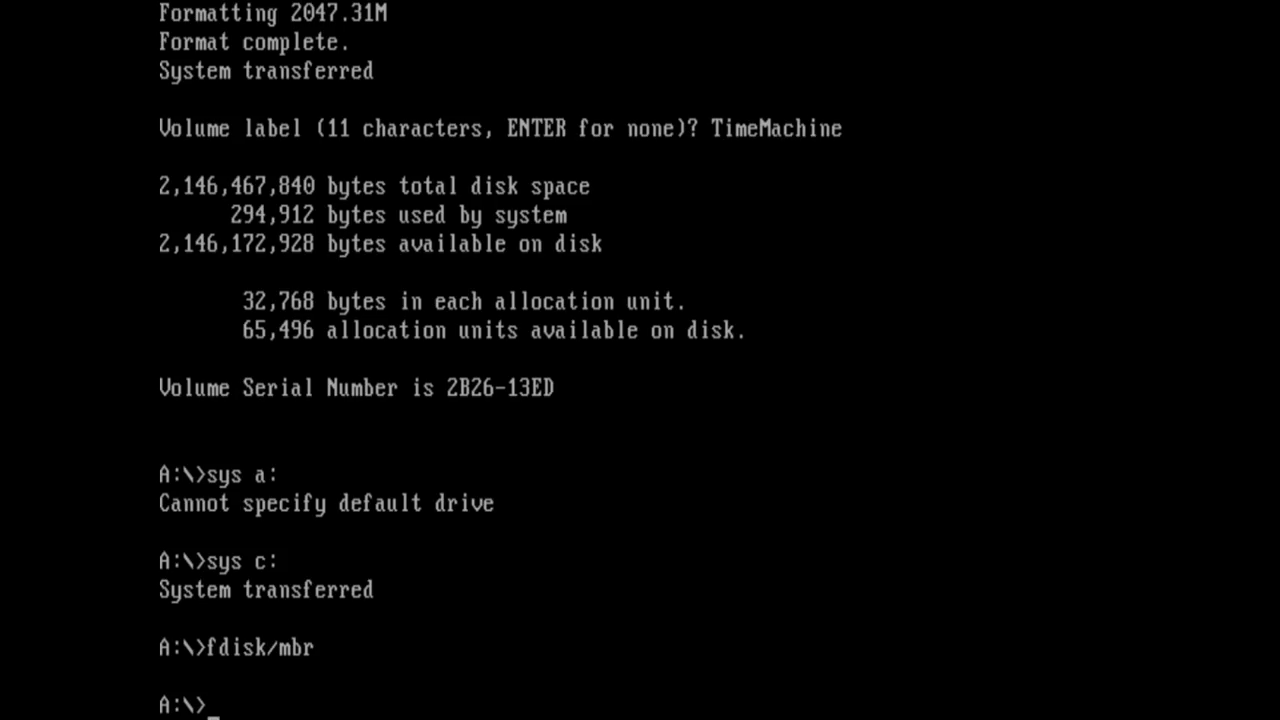 Formatting 2047.31M
Format complete.
System transferred
Volume label (11 characters, ENTER for none)? TimeMachine
2,146,467,840 bytes total disk space
294,912 bytes used by system
2,146,172,928 bytes available on disk
32,768 bytes in each allocation unit.
65,496 allocation units available on disk.
Volume Serial Number is 2B26-13ED
A:\>sys a:
Cannot specify default drive
A:\>sys c:
System transferred
A:\>fdisk/mbr
A:\>_